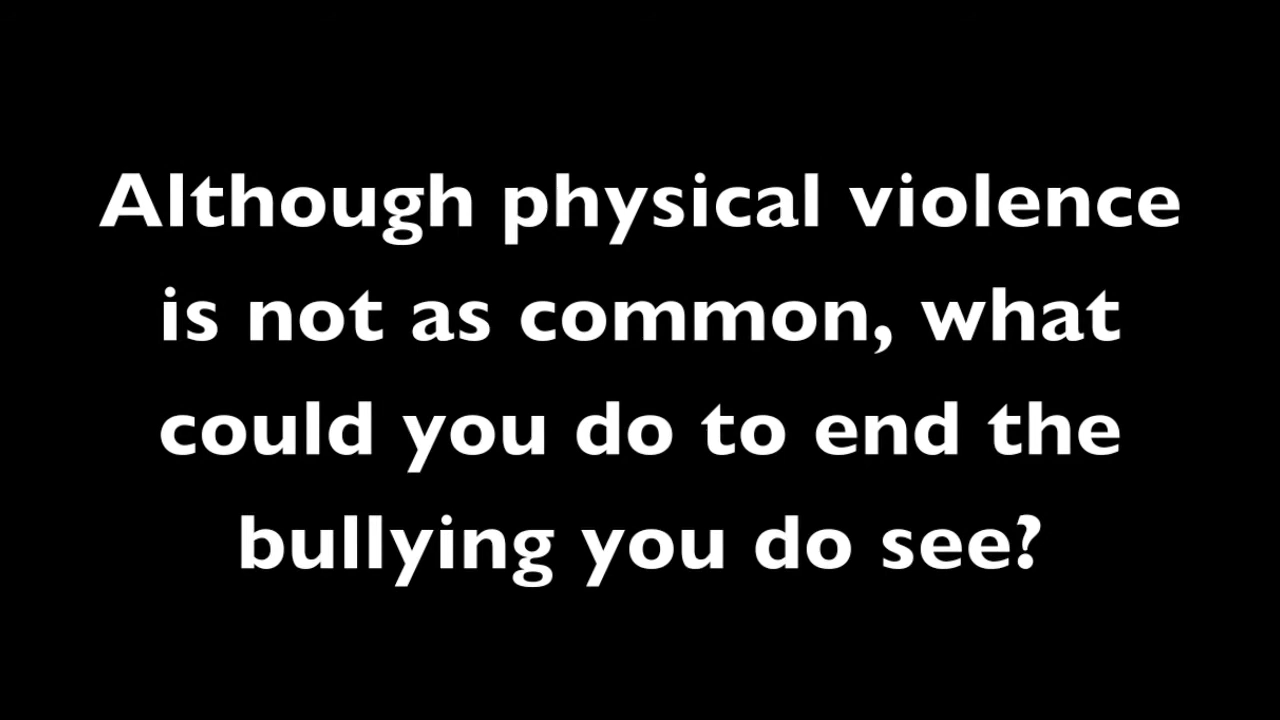 Although physical violence
is not as common, what
could you do to end the
bullying you do see?